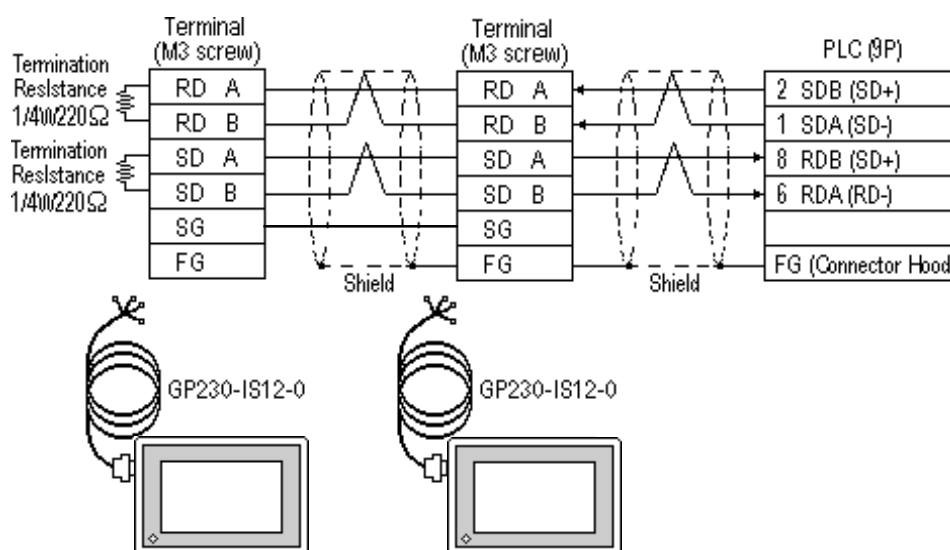 Terminal
(M3 screw)
Terminal
(M3 screw)
PLC (9P)
Termination
ResIstance
1/4W220Ω
Termination
ResIstance
1/4W220Ω
RD A
RD B
SD A
SD B
SG
FG
Shield
RD A
RD B
SD A
SD B
SG
FG
Shield
2 SDB (SD+)
1 SDA (SD-)
8 RDB (SD+)
6 RDA (RD-)
FG (Connector Hood
GP230-IS12-0
GP230-IS12-0